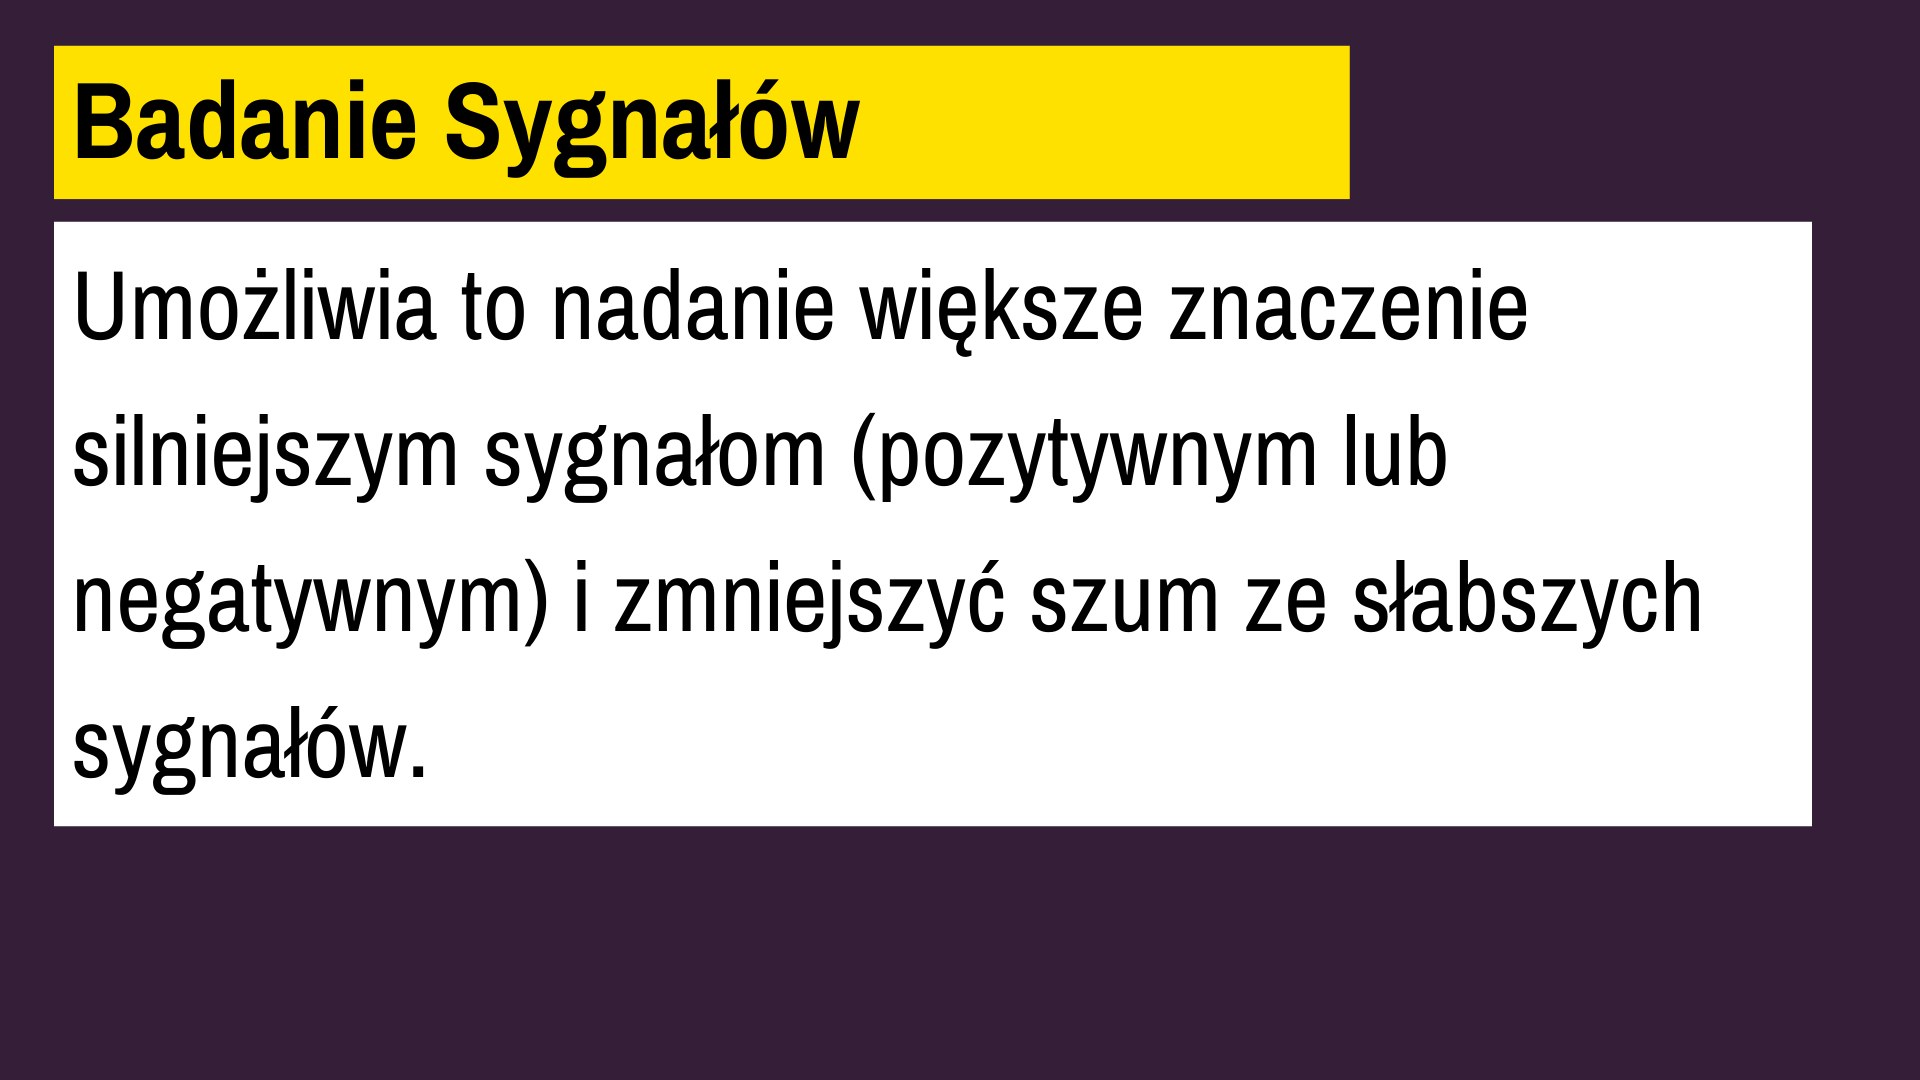 Badanie Sygnałów
Umożliwia to nadanie większe znaczenie
silniejszym sygnałom (pozytywnym lub
negatywnym) i zmniejszyć szum ze słabszych
sygnałów.